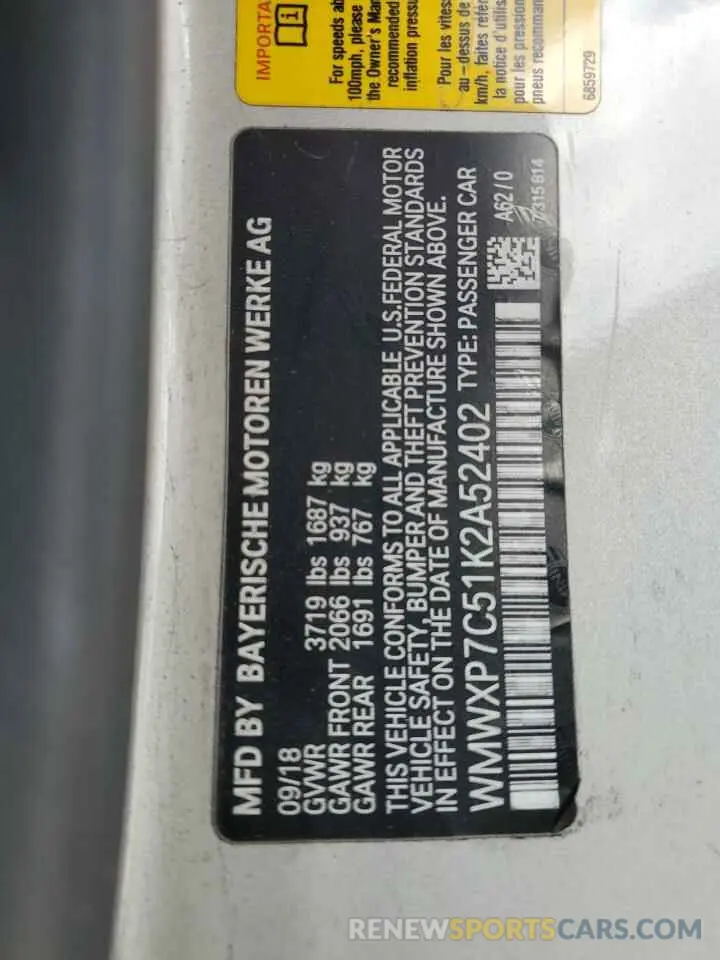 IMPORTA
For speeds ab
100mph, please
the Owner's Man
recommended
inflation pressu
Pour les vitess
au-dessus de
km/h, faites référ
la notice d'utilis
pour les pression
pneus recomman
6859729
MFD BY BAYERISCHE MOTOREN WERKE AG
09/18
GVWR 3719 lbs 1687 kg
GAWR FRONT 2066 lbs 937 kg
GAWR REAR 1691 lbs 767 kg
THIS VEHICLE CONFORMS TO ALL APPLICABLE U.S.FEDERAL MOTOR
VEHICLE SAFETY, BUMPER AND THEFT PREVENTION STANDARDS
IN EFFECT ON THE DATE OF MANUFACTURE SHOWN ABOVE.
WMWXP7C51K2A52402 TYPE: PASSENGER CAR
A62/0
RENEWSPORTSCARS.COM